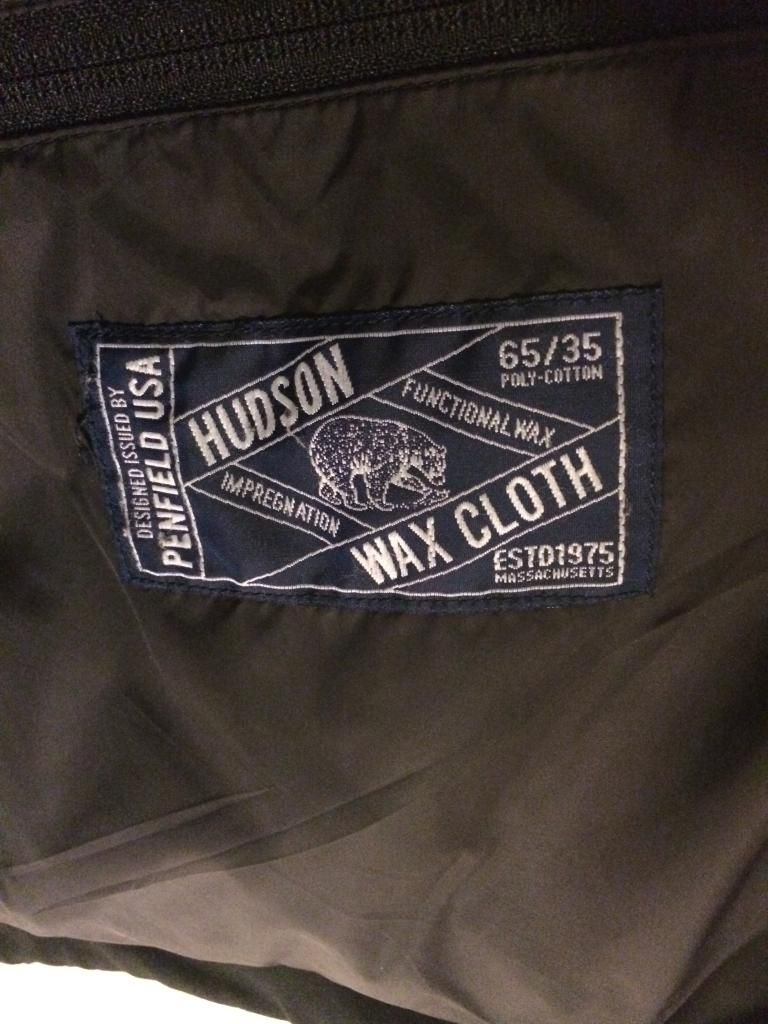 DESIGNED ISSUED BY
PENFIELD USA
HUDSON
65/35
POLY-COTTON
FUNCTIONAL WAX
IMPREGNATION
WAX CLOTH
ESTD1975
MASSACHUSETTS